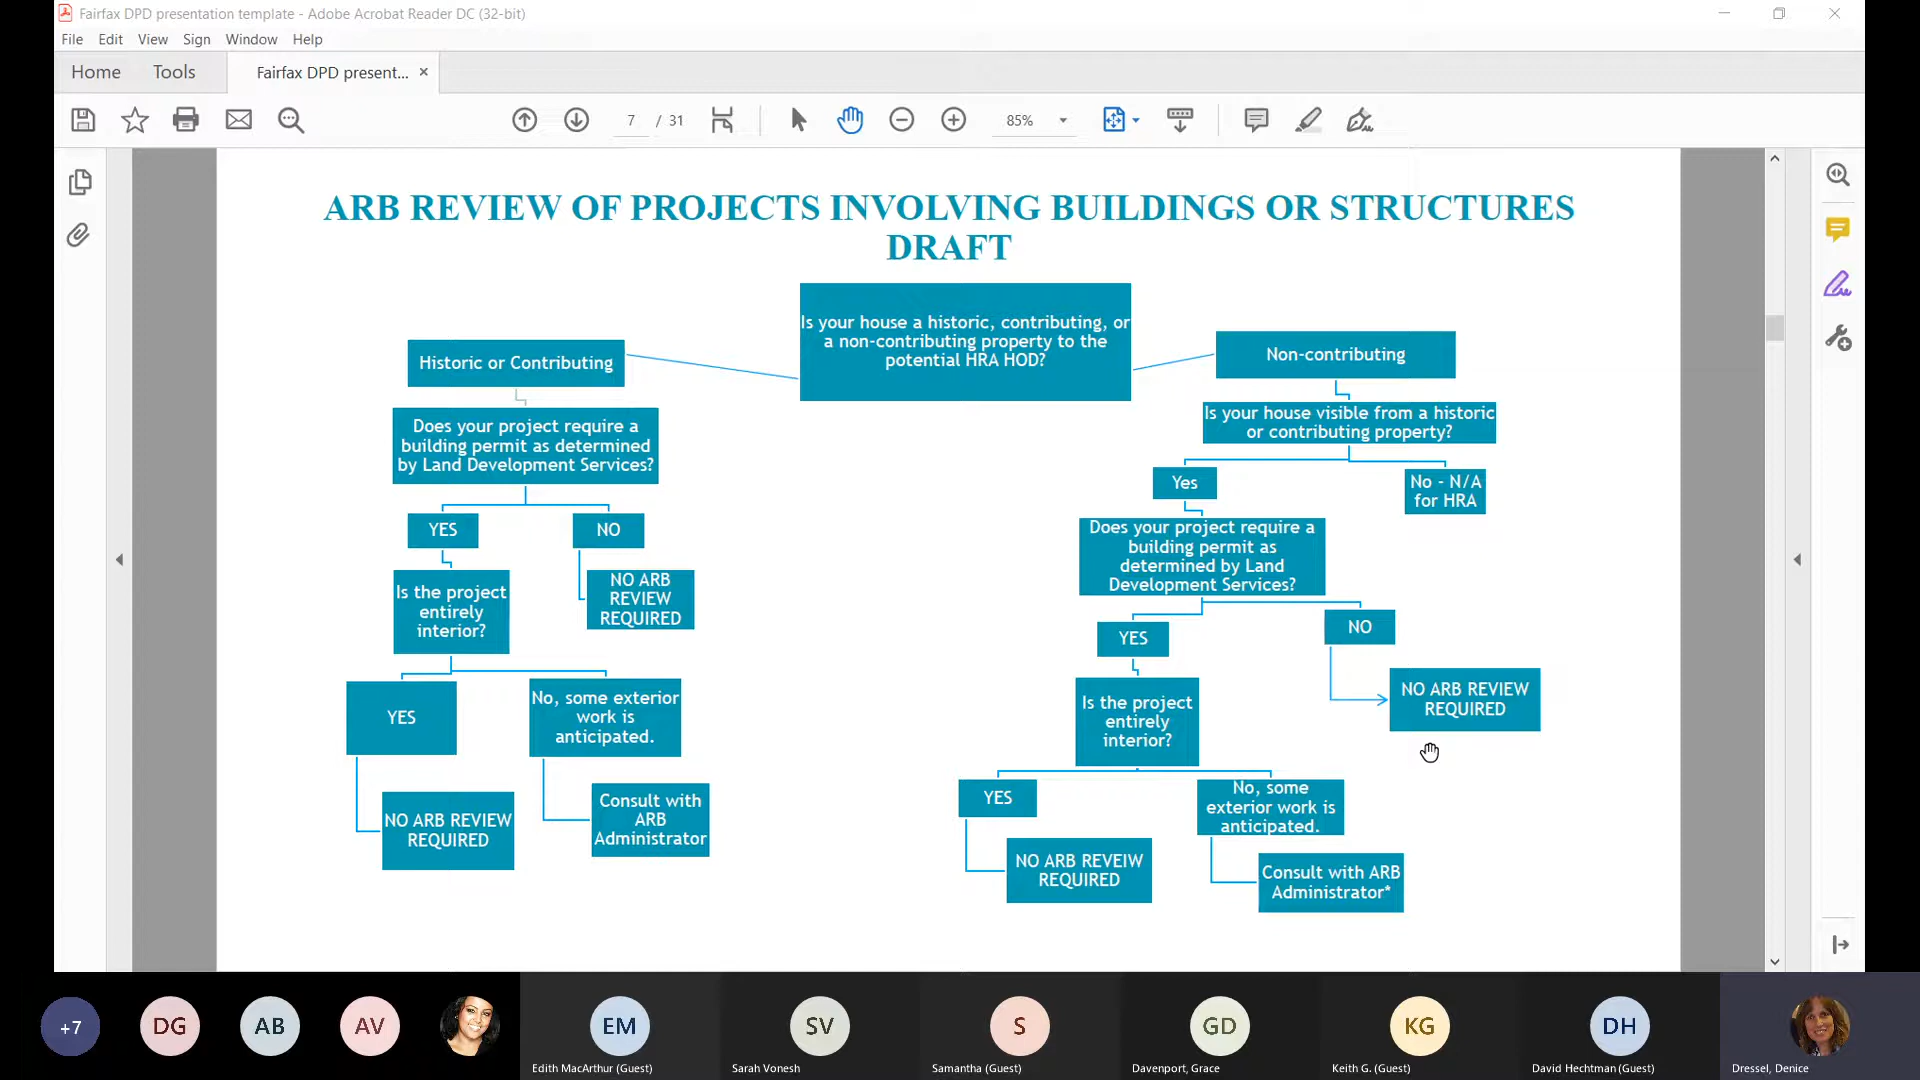 Fairfax DPD presentation template - Adobe Acrobat Reader DC (32-bit)
File Edit View Sign Window Help
Home Tools Fairfax DPD present... ×
7 / 31 85%
ARB REVIEW OF PROJECTS INVOLVING BUILDINGS OR STRUCTURES
DRAFT
Is your house a historic, contributing, or
a non-contributing property to the
potential HRA HOD?
Historic or Contributing
Does your project require a
building permit as determined
by Land Development Services?
YES
NO
Is the project
entirely
interior?
NO ARB
REVIEW
REQUIRED
YES
No, some exterior
work is
anticipated.
NO ARB REVIEW
REQUIRED
Consult with
ARB
Administrator
Non-contributing
Is your house visible from a historic
or contributing property?
Yes
No - N/A
for HRA
Does your project require a
building permit as
determined by Land
Development Services?
YES
NO
Is the project
entirely
interior?
NO ARB REVIEW
REQUIRED
YES
No, some
exterior work is
anticipated.
NO ARB REVEIW
REQUIRED
Consult with ARB
Administrator*
+7 DG AB AV EM SV S GD KG DH
Edith MacArthur (Guest) Sarah Vonesh Samantha (Guest) Davenport, Grace Keith G. (Guest) David Hechtman (Guest) Dressel, Denice